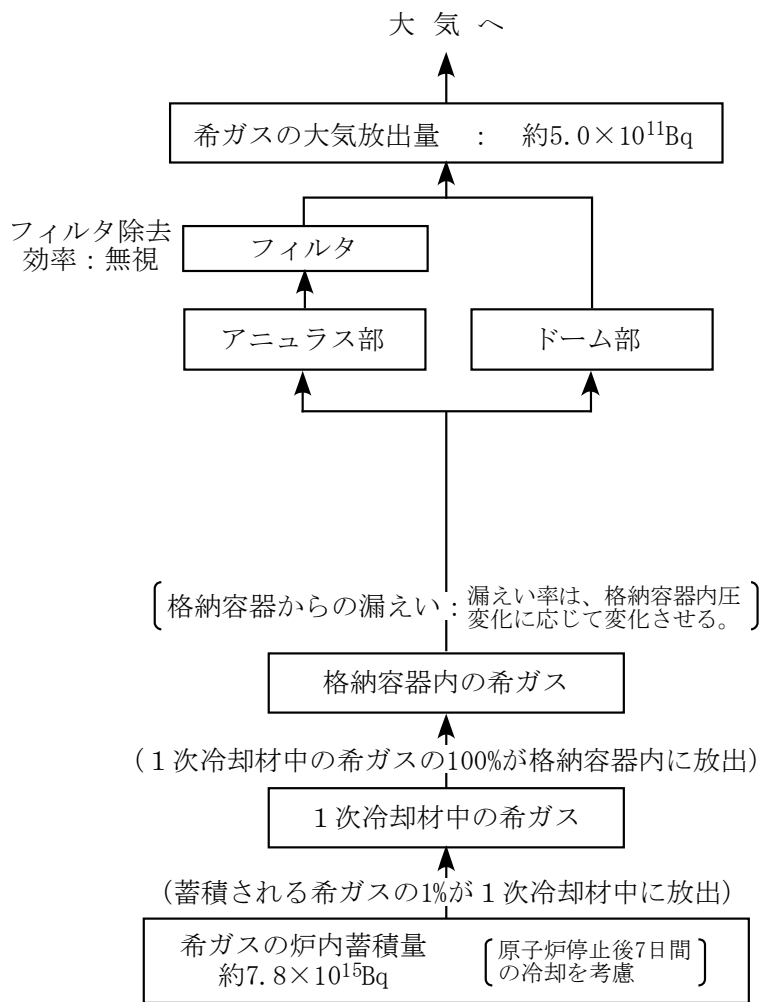 大 気 へ
希ガスの大気放出量 : 約5.0×10¹¹Bq
フィルタ除去
効率:無視
フィルタ
アニュラス部
ドーム部
格納容器からの漏えい:漏えい率は、格納容器内圧
変化に応じて変化させる。
格納容器内の希ガス
(1次冷却材中の希ガスの100%が格納容器内に放出)
1次冷却材中の希ガス
(蓄積される希ガスの1%が1次冷却材中に放出)
希ガスの炉内蓄積量
約7.8×10¹⁵Bq
原子炉停止後7日間
の冷却を考慮